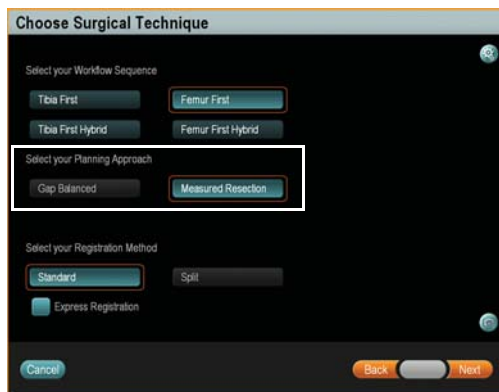 Choose Surgical Technique
Select your Workflow Sequence
Tibia First Femur First
Tibia First Hybrid Femur First Hybrid
Select your Planning Approach
Gap Balanced Measured Resection
Select your Registration Method
Standard Split
Express Registration
Cancel Back Next